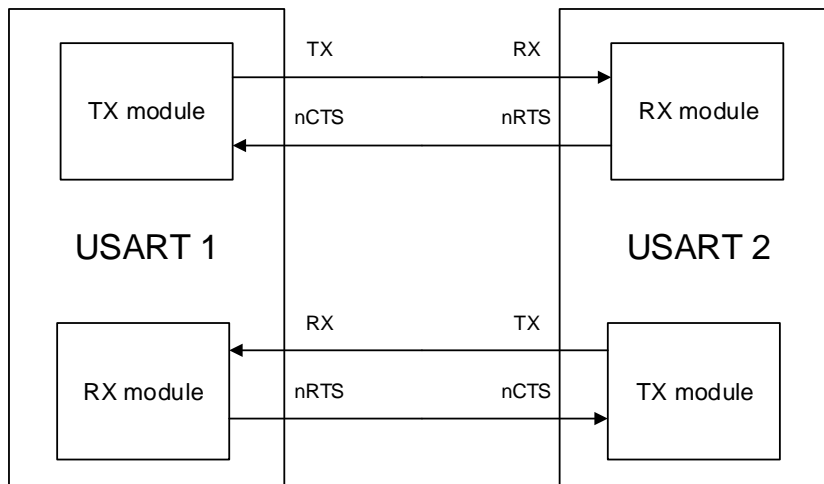 TX RX
TX module nCTS nRTS RX module
USART 1 USART 2
RX TX
RX module nRTS nCTS TX module